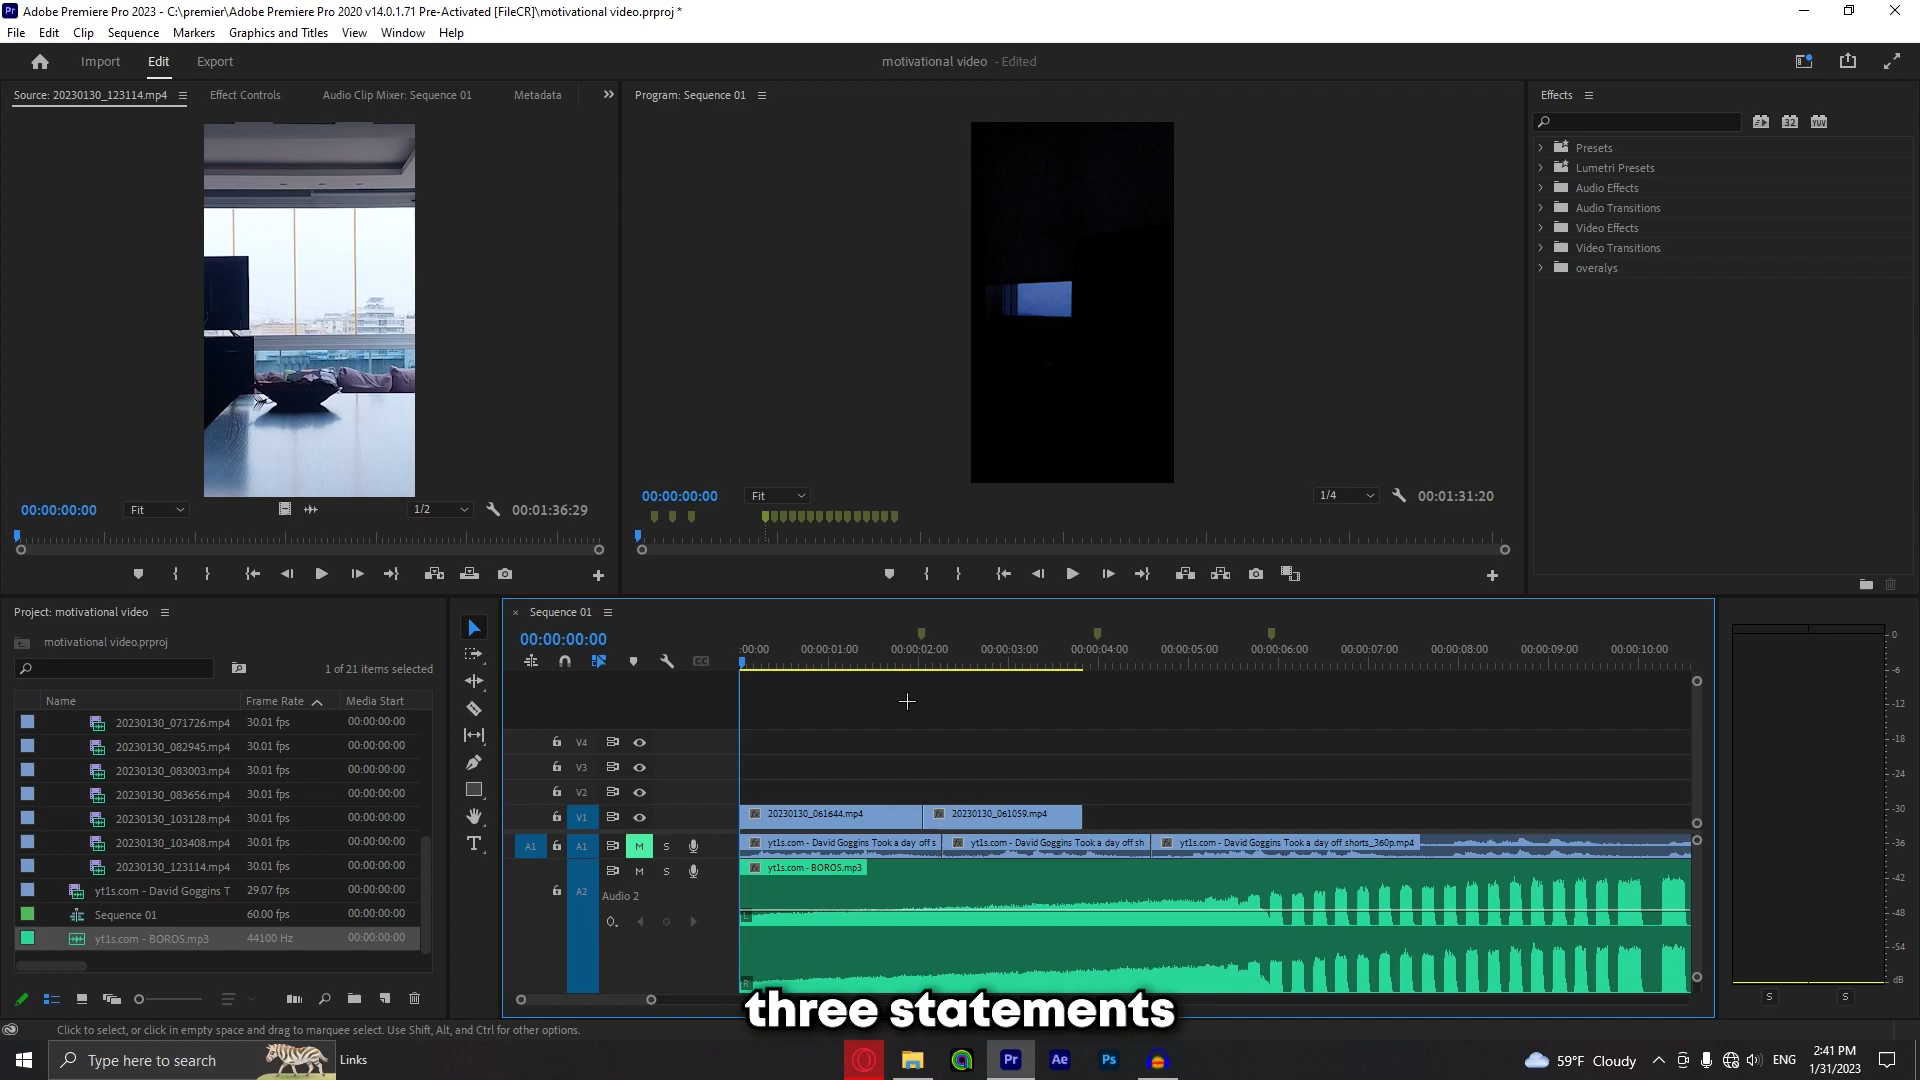 Adobe Premiere Pro 2023 - C:\premier\Adobe Premiere Pro 2020 v14.0.1.71 Pre-Activated [FileCR]\motivational video.prproj *
File Edit Clip Sequence Markers Graphics and Titles View Window Help
Import Edit Export
motivational video - Edited
Source: 20230130_123114.mp4
Effect Controls
Audio Clip Mixer: Sequence 01
Metadata
Program: Sequence 01
Effects
32
YUV
Presets
Lumetri Presets
Audio Effects
Audio Transitions
Video Effects
Video Transitions
overalys
00:00:00:00
Fit
1/2
00:01:36:29
00:00:00:00
Fit
1/4
00:01:31:20
Project: motivational video
motivational video.prproj
1 of 21 items selected
Name Frame Rate Media Start
20230130_071726.mp4 30.01 fps 00:00:00:00
20230130_082945.mp4 30.01 fps 00:00:00:00
20230130_083003.mp4 30.01 fps 00:00:00:00
20230130_083656.mp4 30.01 fps 00:00:00:00
20230130_103128.mp4 30.01 fps 00:00:00:00
20230130_103408.mp4 30.01 fps 00:00:00:00
20230130_123114.mp4 30.01 fps 00:00:00:00
yt1s.com - David Goggins T 29.07 fps 00:00:00:00
Sequence 01 60.00 fps 00:00:00:00
yt1s.com - BOROS.mp3 44100 Hz 00:00:00:00
Sequence 01
00:00:00:00
:00:00 00:00:01:00 00:00:02:00 00:00:03:00 00:00:04:00 00:00:05:00 00:00:06:00 00:00:07:00 00:00:08:00 00:00:09:00 00:00:10:00
V4
V3
V2
V1
20230130_061644.mp4
20230130_061059.mp4
A1 A1 M S
yt1s.com - David Goggins Took a day off s
yt1s.com - David Goggins Took a day off sh
yt1s.com - David Goggins Took a day off shorts_360p.mp4
A2 M S
Audio 2
yt1s.com - BOROS.mp3
L
R
0
-6
-12
-18
-24
-30
-36
-42
-48
-54
dB
S S
three statements
Click to select, or click in empty space and drag to marquee select. Use Shift, Alt, and Ctrl for other options.
Type here to search
Links
Pr
Ae
Ps
59°F Cloudy
ENG
2:41 PM
1/31/2023